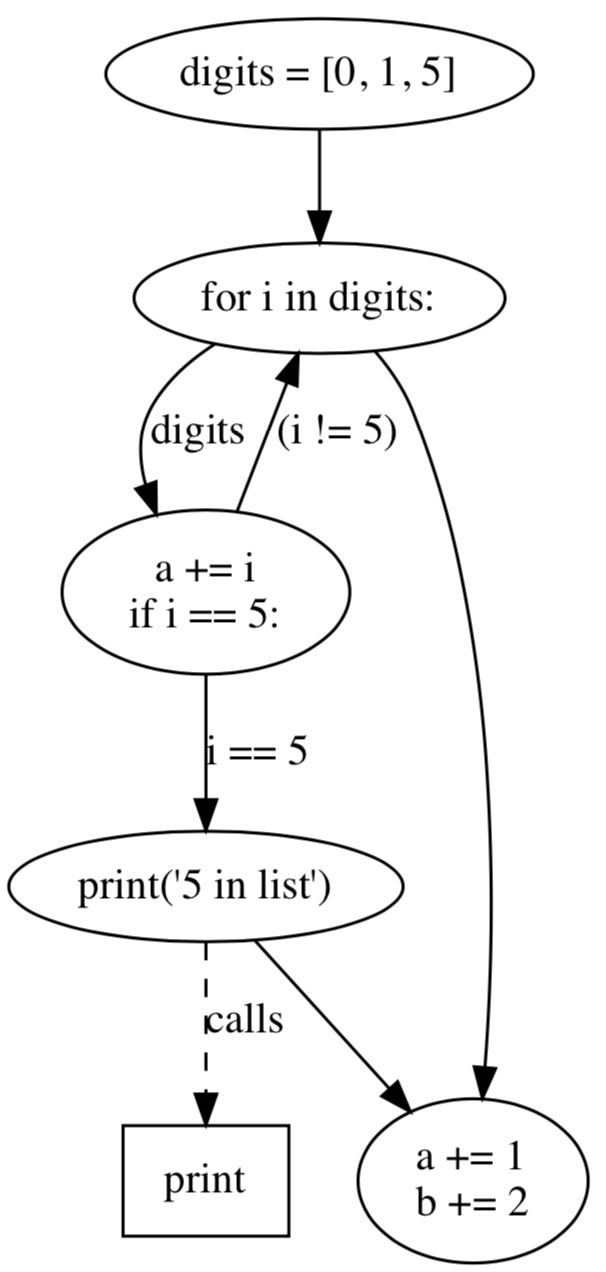 digits = [0, 1, 5]
for i in digits:
digits
(i != 5)
a += i
if i == 5:
i == 5
print('5 in list')
calls
print
a += 1
b += 2